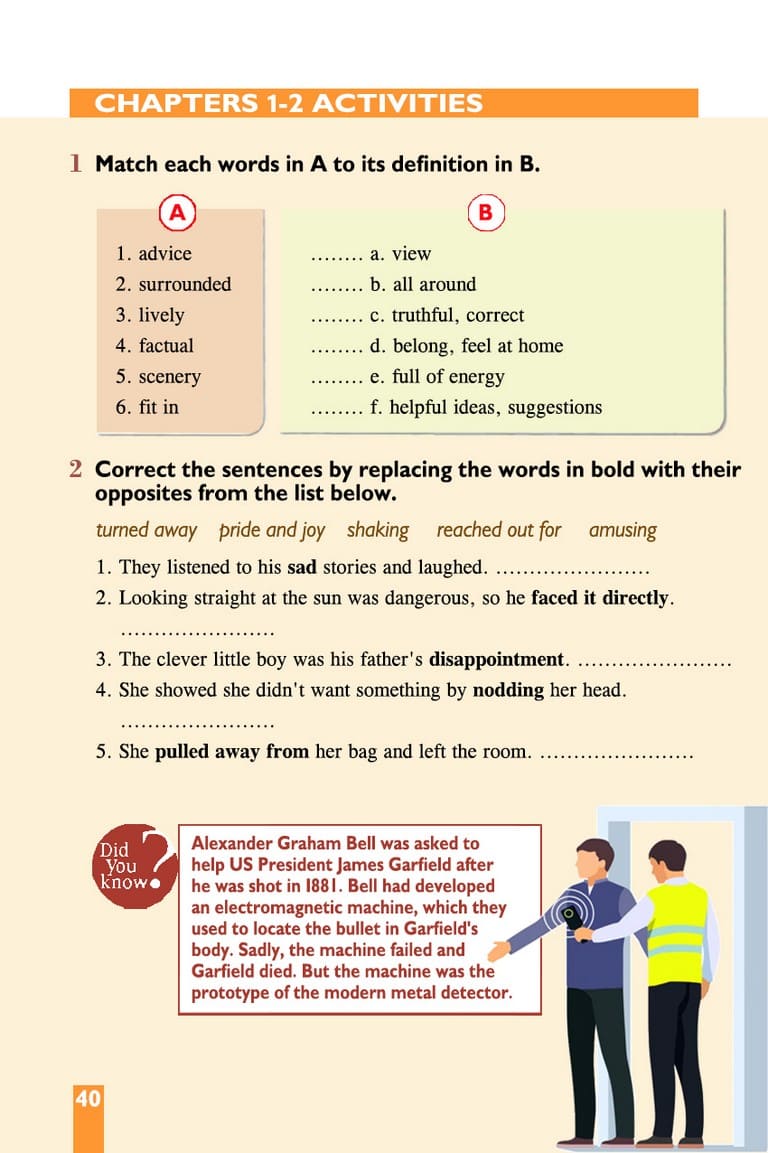 CHAPTERS 1-2 ACTIVITIES
1 Match each words in A to its definition in B.
A
B
1. advice
2. surrounded
3. lively
4. factual
5. scenery
6. fit in
........ a. view
........ b. all around
........ c. truthful, correct
........ d. belong, feel at home
........ e. full of energy
........ f. helpful ideas, suggestions
2 Correct the sentences by replacing the words in bold with their
opposites from the list below.
turned away pride and joy shaking reached out for amusing
1. They listened to his sad stories and laughed. .......................
2. Looking straight at the sun was dangerous, so he faced it directly.
.......................
3. The clever little boy was his father's disappointment. .......................
4. She showed she didn't want something by nodding her head.
.......................
5. She pulled away from her bag and left the room. .......................
Did
You
know
?
Alexander Graham Bell was asked to
help US President James Garfield after
he was shot in 1881. Bell had developed
an electromagnetic machine, which they
used to locate the bullet in Garfield's
body. Sadly, the machine failed and
Garfield died. But the machine was the
prototype of the modern metal detector.
40